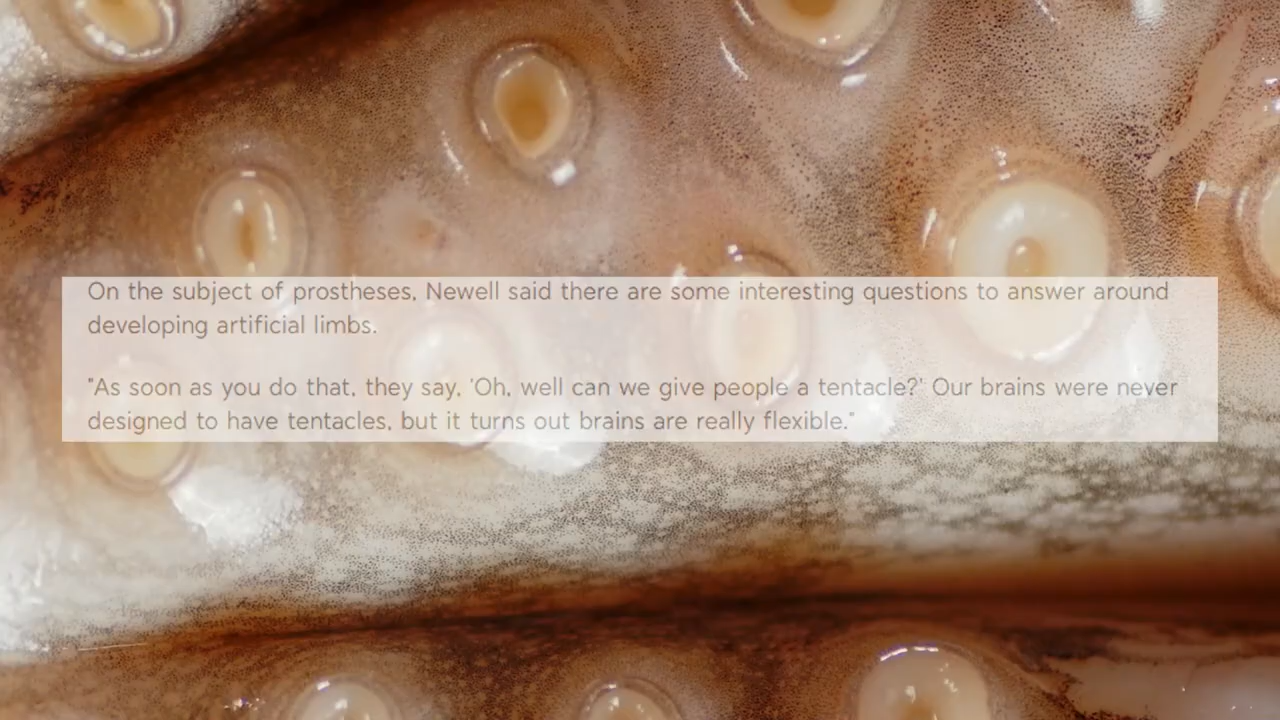 On the subject of prostheses, Newell said there are some interesting questions to answer around
developing artificial limbs.
"As soon as you do that, they say, 'Oh, well can we give people a tentacle?' Our brains were never
designed to have tentacles, but it turns out brains are really flexible."